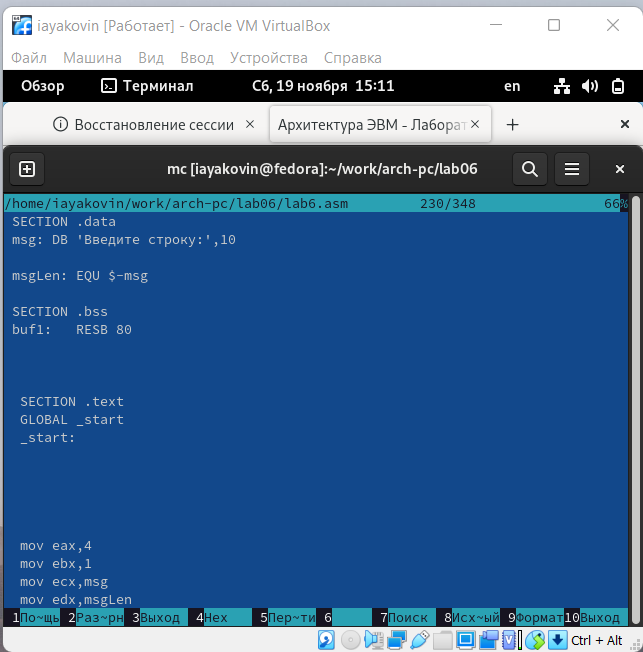 iayakovin [Работает] - Oracle VM VirtualBox
Файл Машина Вид Ввод Устройства Справка
Обзор Терминал Сб, 19 ноября 15:11 en
Восстановление сессии × Архитектура ЭВМ - Лаборат × + ×
mc [iayakovin@fedora]:~/work/arch-pc/lab06 ×
/home/iayakovin/work/arch-pc/lab06/lab6.asm 230/348 66%
SECTION .data
msg: DB 'Введите строку:',10
msgLen: EQU $-msg
SECTION .bss
buf1: RESB 80
SECTION .text
GLOBAL _start
_start:
mov eax,4
mov ebx,1
mov ecx,msg
mov edx,msgLen
1По~щь 2Раз~рн 3Выход 4Hex 5Пер~ти 6 7Поиск 8Исх~ый 9Формат 10Выход
Ctrl + Alt